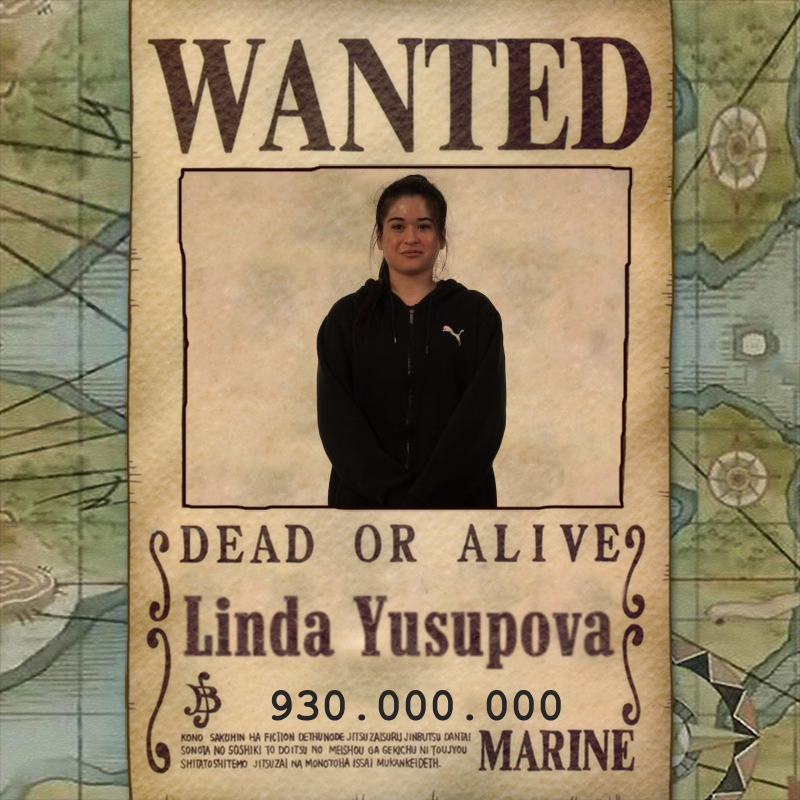 WANTED
DEAD OR ALIVE
Linda Yusupova
930.000.000
KONO SAKUHIN HA FICTION DETHUNODE JITSUZAISURU JINBUTSU DANTAI
SONOTA NO SOSHIKI TO DOITSU NO MEISHOU GA GEKICHU NI TOUJYOU
SHITATOSHITEMO JITSUZAI NA MONOTOHA ISSAI MUKANKEIDETH.
MARINE